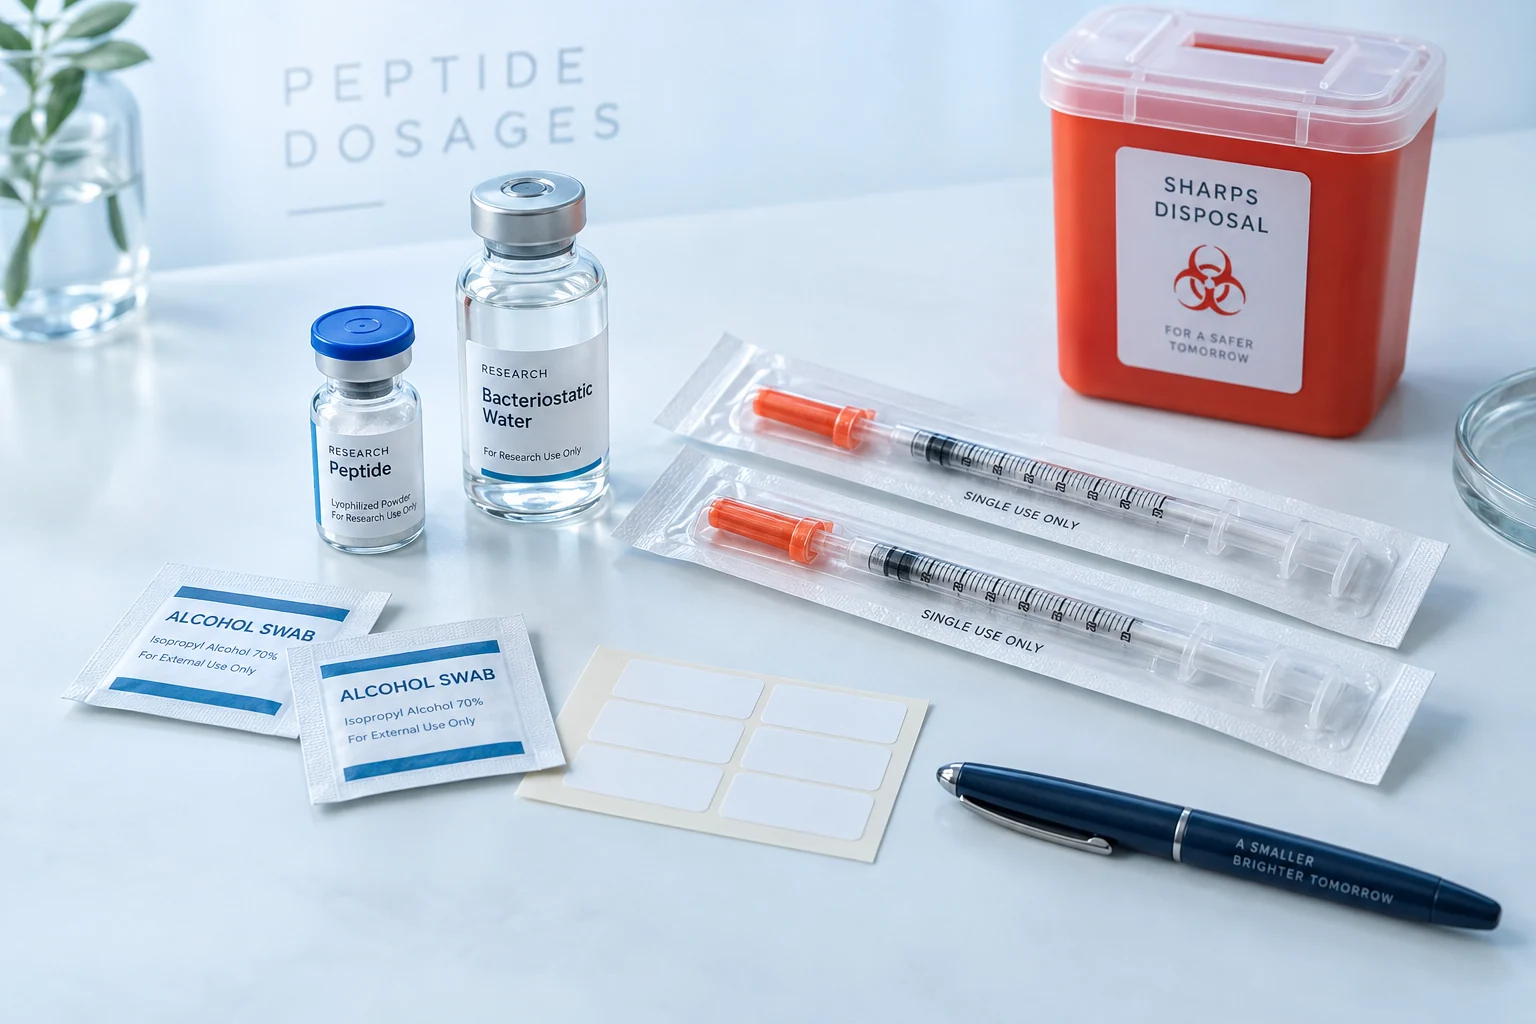 PEPTIDE
DOSAGES
SHARPS
DISPOSAL
FOR A SAFER
TOMORROW
RESEARCH
Bacteriostatic
Water
For Research Use Only
RESEARCH
Peptide
Lyophilized Powder
For Research Use Only
SINGLE USE ONLY
SINGLE USE ONLY
ALCOHOL SWAB
Isopropyl Alcohol 70%
For External Use Only
ALCOHOL SWAB
Isopropyl Alcohol 70%
For External Use Only
A SMALLER
BRIGHTER TOMORROW